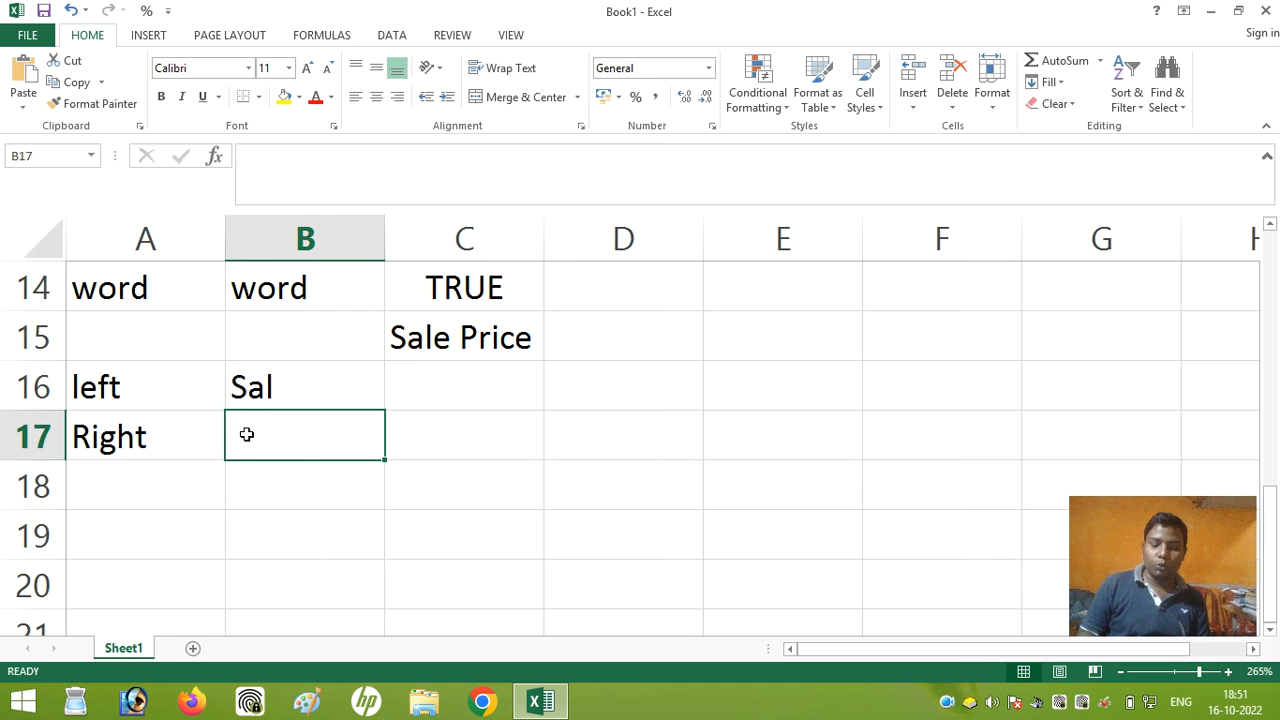 Book1 - Excel
%
?
FILE
HOME
INSERT
PAGE LAYOUT
FORMULAS
DATA
REVIEW
VIEW
Sign in
Paste
Cut
Copy
Format Painter
Clipboard
Calibri
11
B I U
A
Font
Wrap Text
Merge & Center
Alignment
General
%
Number
Conditional Formatting
Format as Table
Cell Styles
Styles
Insert
Delete
Format
Cells
AutoSum
Fill
Clear
Sort & Filter
Find & Select
Editing
B17
fx
A B C D E F G H
14 word word TRUE
15 Sale Price
16 left Sal
17 Right
18
19
20
21
Sheet1
READY
265%
hp
ENG
18:51
16-10-2022